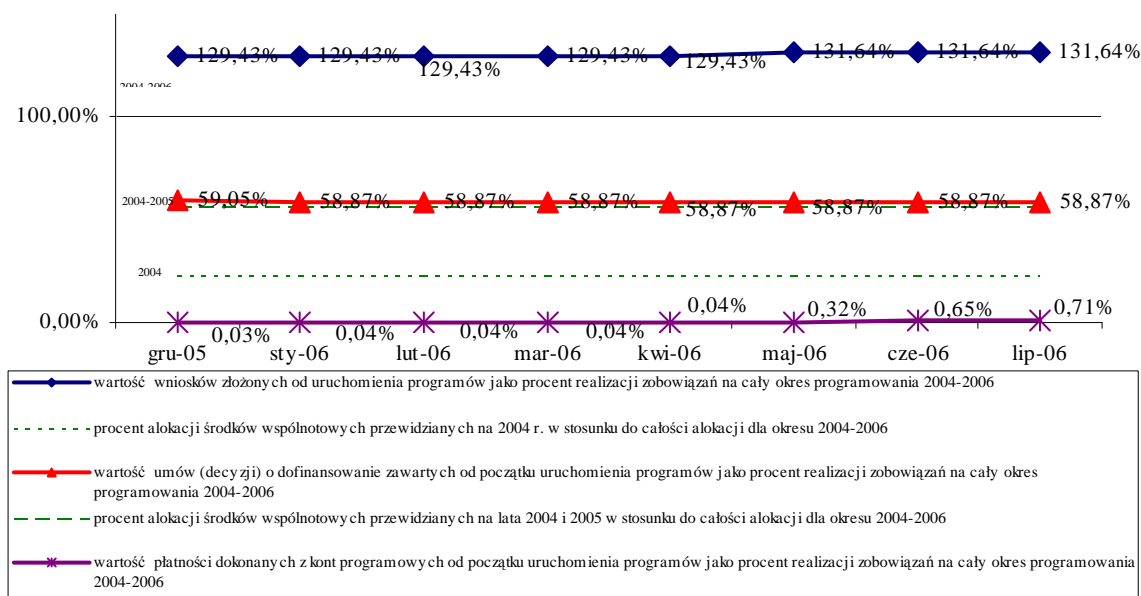 129,43% 129,43% 129,43% 129,43% 129,43% 131,64% 131,64% 131,64%
2004-2006
100,00%
2004-2005
59,05% 58,87% 58,87% 58,87% 58,87% 58,87% 58,87% 58,87%
2004
0,00%
0,03% 0,04% 0,04% 0,04% 0,04% 0,32% 0,65% 0,71%
gru-05 sty-06 lut-06 mar-06 kwi-06 maj-06 cze-06 lip-06
wartość wniosków złożonych od uruchomienia programów jako procent realizacji zobowiązań na cały okres programowania 2004-2006
procent alokacji środków wspólnotowych przewidzianych na 2004 r. w stosunku do całości alokacji dla okresu 2004-2006
wartość umów (decyzji) o dofinansowanie zawartych od początku uruchomienia programów jako procent realizacji zobowiązań na cały okres
programowania 2004-2006
procent alokacji środków wspólnotowych przewidzianych na lata 2004 i 2005 w stosunku do całości alokacji dla okresu 2004-2006
wartość płatności dokonanych z kont programowych od początku uruchomienia programów jako procent realizacji zobowiązań na cały okres programowania
2004-2006